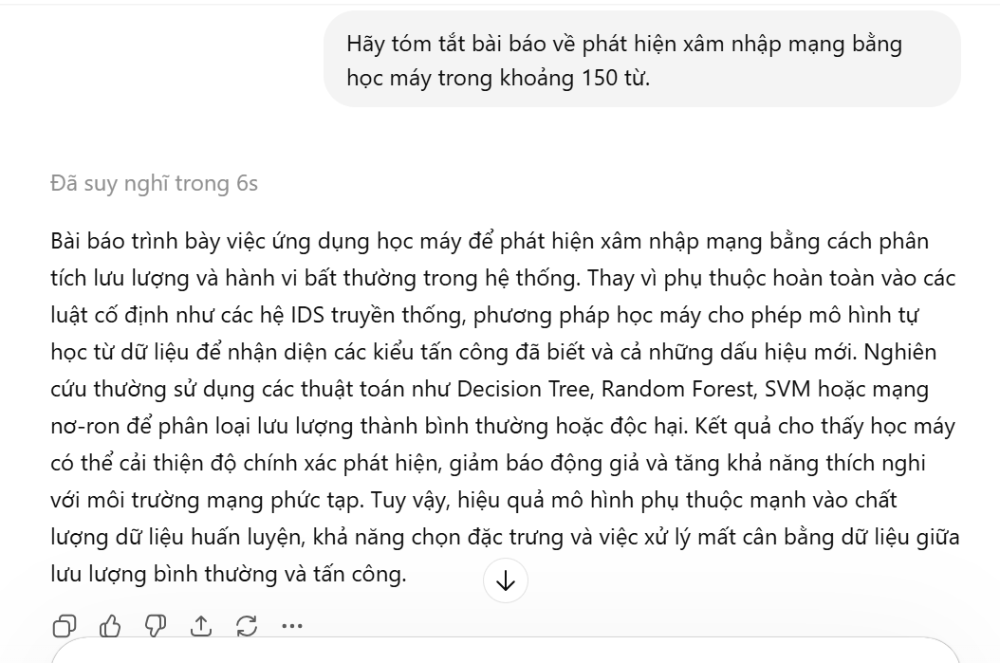 Hãy tóm tắt bài báo về phát hiện xâm nhập mạng bằng
học máy trong khoảng 150 từ.
Đã suy nghĩ trong 6s
Bài báo trình bày việc ứng dụng học máy để phát hiện xâm nhập mạng bằng cách phân
tích lưu lượng và hành vi bất thường trong hệ thống. Thay vì phụ thuộc hoàn toàn vào các
luật cố định như các hệ IDS truyền thống, phương pháp học máy cho phép mô hình tự
học từ dữ liệu để nhận diện các kiểu tấn công đã biết và cả những dấu hiệu mới. Nghiên
cứu thường sử dụng các thuật toán như Decision Tree, Random Forest, SVM hoặc mạng
nơ-ron để phân loại lưu lượng thành bình thường hoặc độc hại. Kết quả cho thấy học máy
có thể cải thiện độ chính xác phát hiện, giảm báo động giả và tăng khả năng thích nghi
với môi trường mạng phức tạp. Tuy vậy, hiệu quả mô hình phụ thuộc mạnh vào chất
lượng dữ liệu huấn luyện, khả năng chọn đặc trưng và việc xử lý mất cân bằng dữ liệu giữa
lưu lượng bình thường và tấn công.